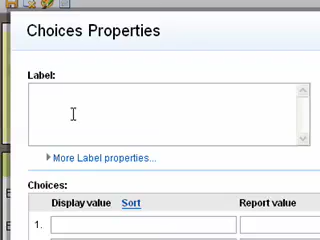 Choices Properties
Label:
More Label properties...
Choices:
Display value Sort Report value
1.